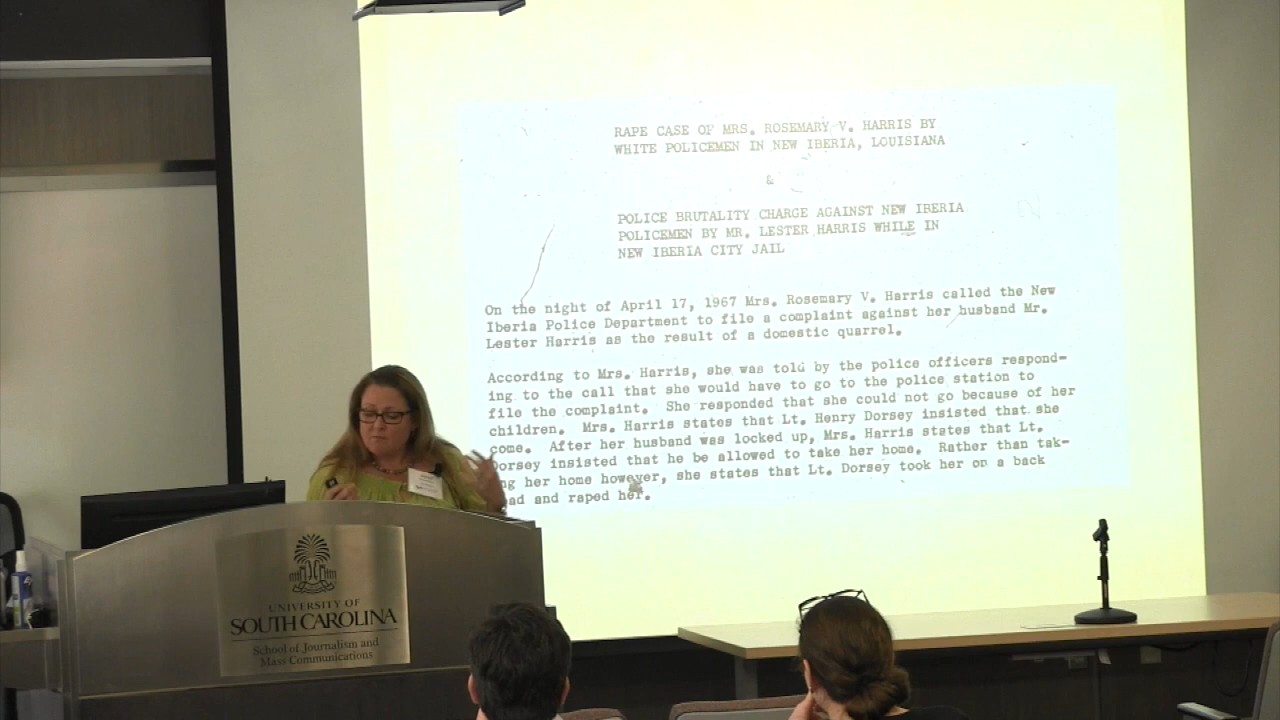 RAPE CASE OF MRS. ROSEMARY V. HARRIS BY
WHITE POLICEMEN IN NEW IBERIA, LOUISIANA
&
POLICE BRUTALITY CHARGE AGAINST NEW IBERIA
POLICEMEN BY MR. LESTER HARRIS WHILE IN
NEW IBERIA CITY JAIL
On the night of April 17, 1967 Mrs. Rosemary V. Harris called the New
Iberia Police Department to file a complaint against her husband Mr.
Lester Harris as the result of a domestic quarrel.
According to Mrs. Harris, she was told by the police officers respond-
ing to the call that she would have to go to the police station to
file the complaint. She responded that she could not go because of her
children. Mrs. Harris states that Lt. Henry Dorsey insisted that she
come. After her husband was locked up, Mrs. Harris states that Lt.
Dorsey insisted that he be allowed to take her home. Rather than tak-
ng her home however, she states that Lt. Dorsey took her on a back
oad and raped her.
UNIVERSITY OF
SOUTH CAROLINA
School of Journalism and
Mass Communications